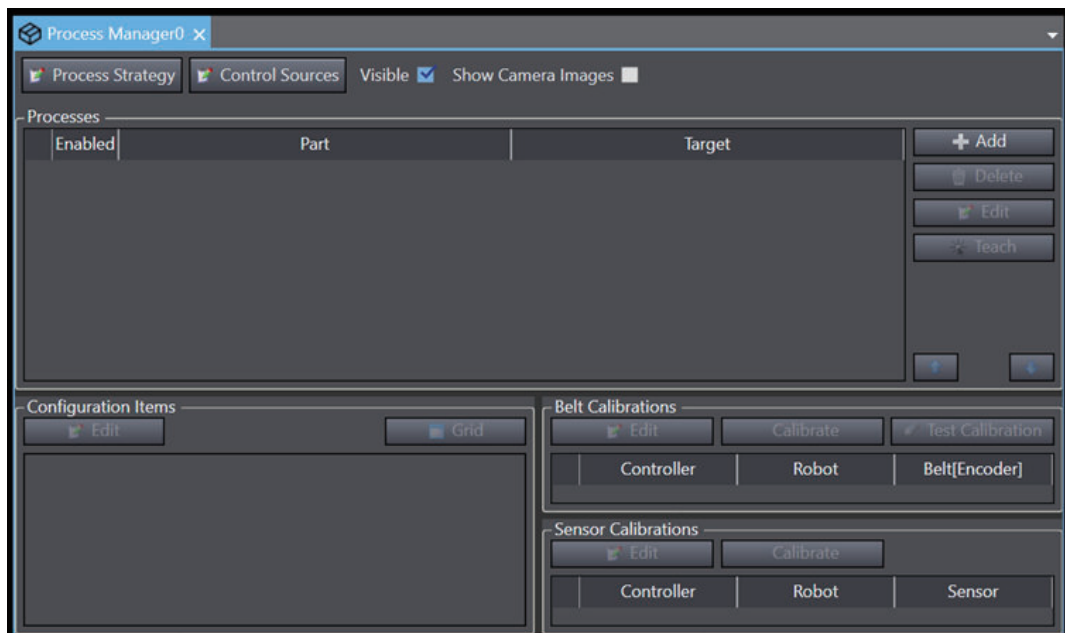 Process Manager0
Process Strategy Control Sources Visible Show Camera Images
Processes
Enabled Part Target
Add
Delete
Edit
Teach
Configuration Items
Edit Grid
Belt Calibrations
Edit Calibrate Test Calibration
Controller Robot Belt[Encoder]
Sensor Calibrations
Edit Calibrate
Controller Robot Sensor